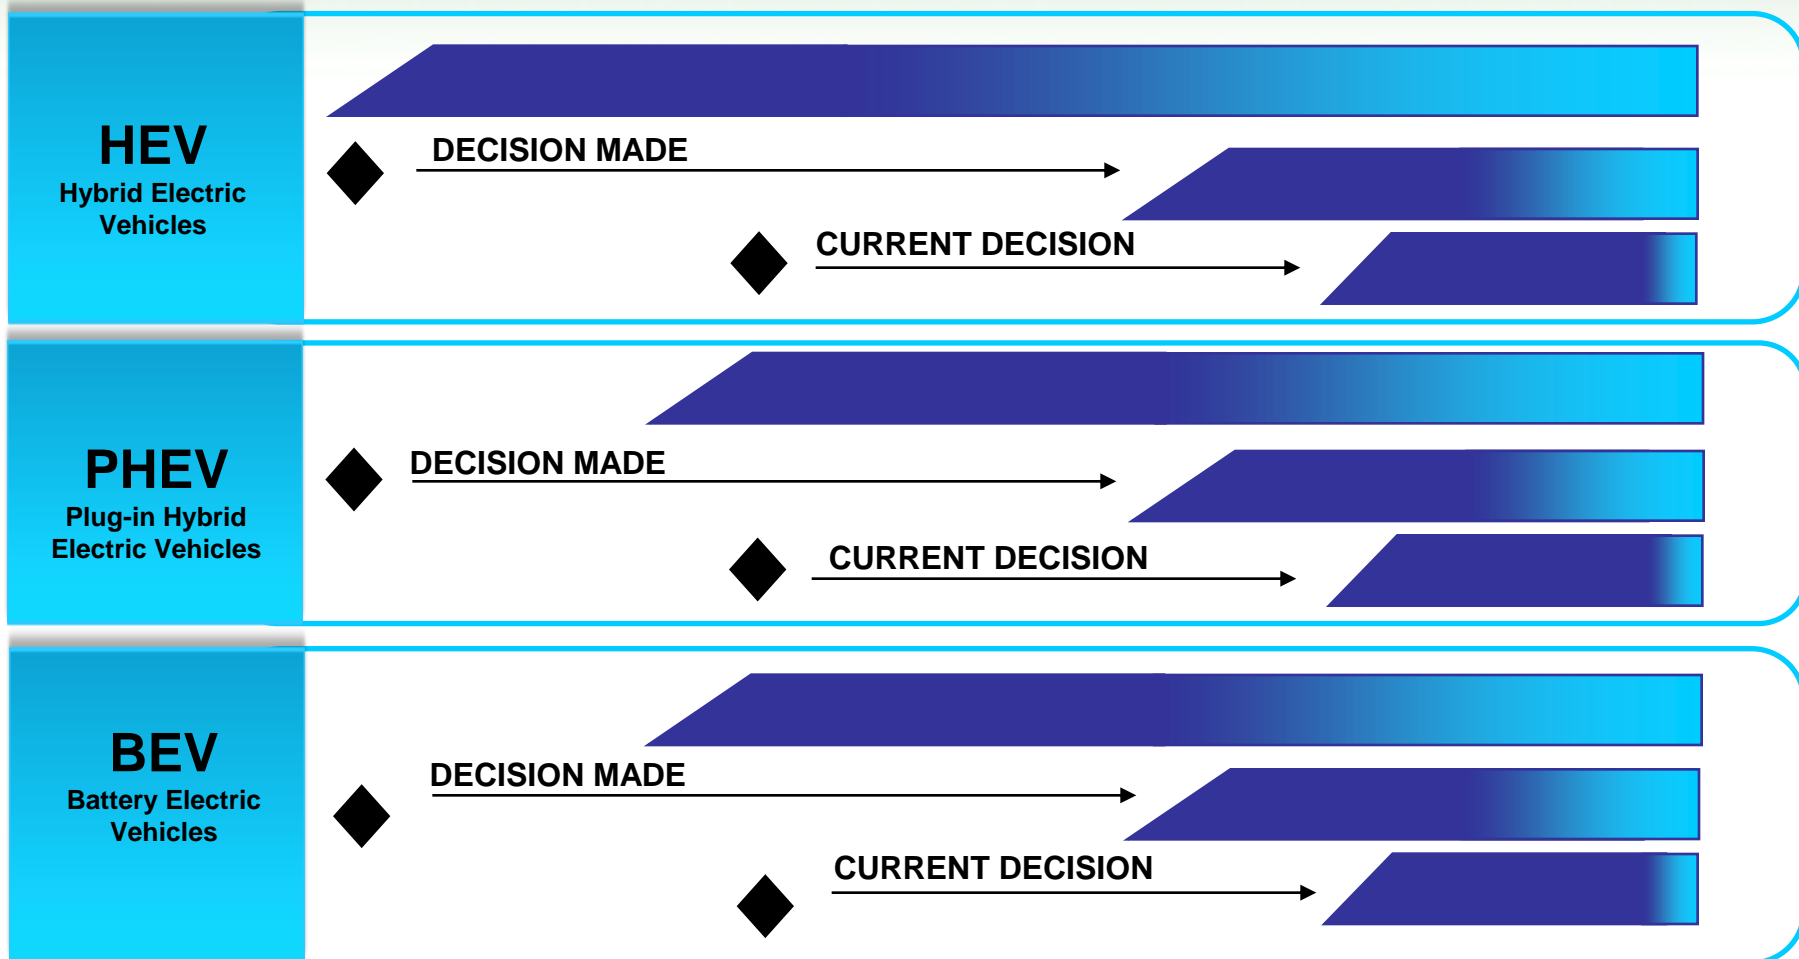 HEV
Hybrid Electric
Vehicles
DECISION MADE
CURRENT DECISION
PHEV
Plug-in Hybrid
Electric Vehicles
DECISION MADE
CURRENT DECISION
BEV
Battery Electric
Vehicles
DECISION MADE
CURRENT DECISION